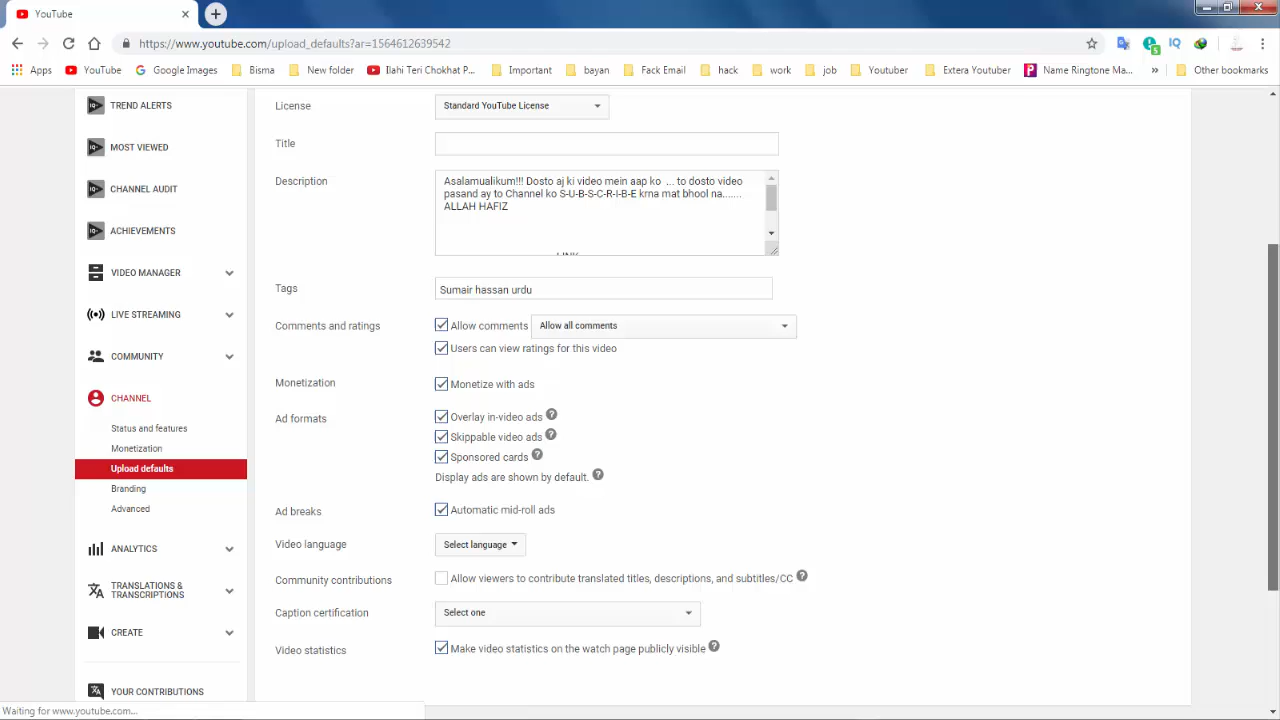 YouTube
https://www.youtube.com/upload_defaults?ar=1564612639542
Apps YouTube Google Images Bisma New folder Ilahi Teri Chokhat P... Important bayan Fack Email hack work job Youtuber Extera Youtuber Name Ringtone Ma... » Other bookmarks
TREND ALERTS
MOST VIEWED
CHANNEL AUDIT
ACHIEVEMENTS
VIDEO MANAGER
LIVE STREAMING
COMMUNITY
CHANNEL
Status and features
Monetization
Upload defaults
Branding
Advanced
ANALYTICS
TRANSLATIONS &
TRANSCRIPTIONS
CREATE
YOUR CONTRIBUTIONS
License Standard YouTube License
Title
Description Asalamualikum!!! Dosto aj ki video mein aap ko ... to dosto video
pasand ay to Channel ko S-U-B-S-C-R-I-B-E krna mat bhool na.......
ALLAH HAFIZ
LINK
Tags Sumair hassan urdu
Comments and ratings Allow comments Allow all comments
Users can view ratings for this video
Monetization Monetize with ads
Ad formats Overlay in-video ads ?
Skippable video ads ?
Sponsored cards ?
Display ads are shown by default. ?
Ad breaks Automatic mid-roll ads
Video language Select language
Community contributions Allow viewers to contribute translated titles, descriptions, and subtitles/CC ?
Caption certification Select one
Video statistics Make video statistics on the watch page publicly visible ?
Waiting for www.youtube.com...